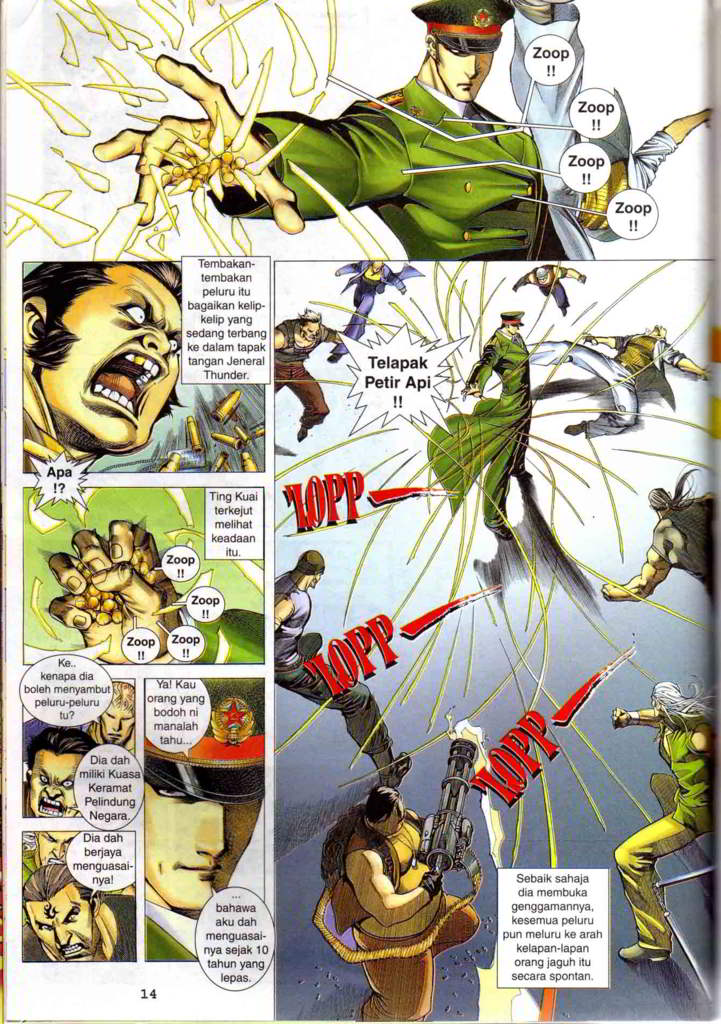 Zoop
!!
Zoop
!!
Zoop
!!
Zoop
!!
Tembakan-
tembakan
peluru itu
bagaikan kelip-
kelip yang
sedang terbang
ke dalam tapak
tangan Jeneral
Thunder.
Apa
!?
Ting Kuai
terkejut
melihat
keadaan
itu.
Zoop
!!
Zoop
!!
Zoop
!!
Zoop
!!
Ke..
kenapa dia
boleh menyambut
peluru-peluru
tu?
Dia dah
miliki Kuasa
Keramat
Pelindung
Negara.
Dia dah
berjaya
menguasai-
nya!
Ya! Kau
orang yang
bodoh ni
manalah
tahu...
...
bahawa
aku dah
menguasai-
nya sejak 10
tahun yang
lepas.
Telapak
Petir Api
!!
ZOPP
ZOPP
ZOPP
Sebaik sahaja
dia membuka
genggamannya,
kesemua peluru
pun meluru ke arah
kelapan-lapan
orang jaguh itu
secara spontan.
14